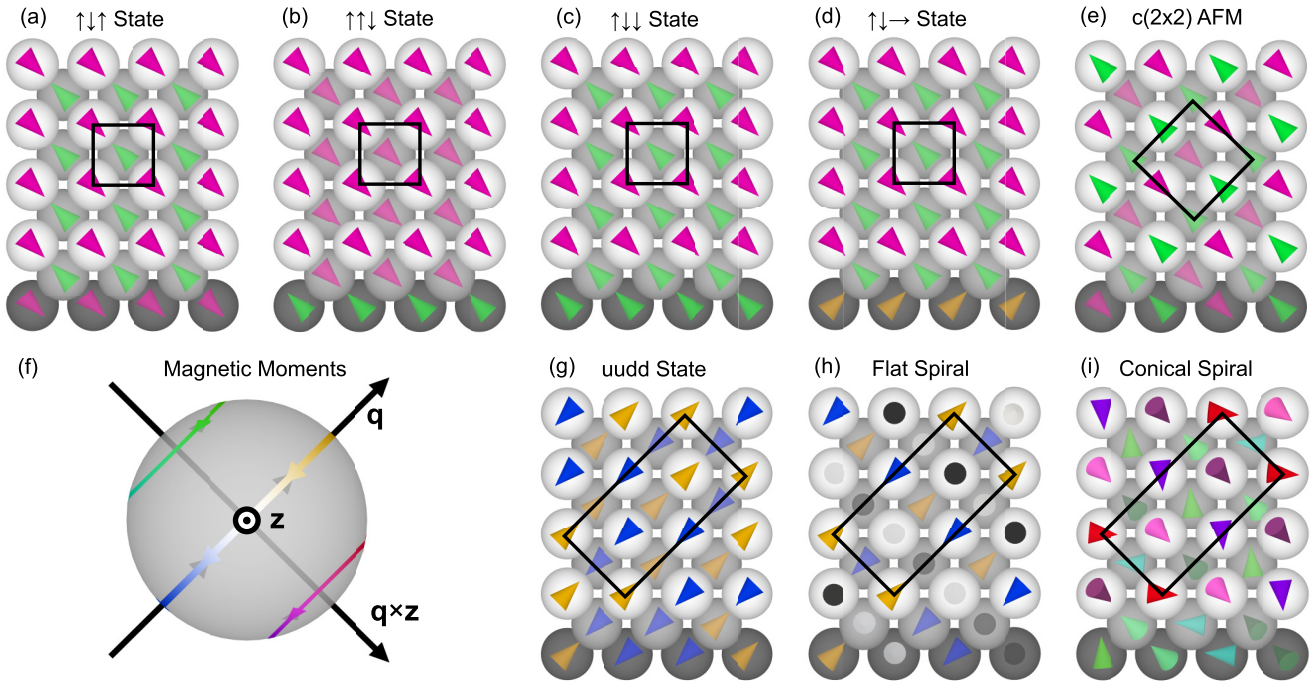 (a) ↑↓↑ State
(b) ↑↑↓ State
(c) ↑↓↓ State
(d) ↑↓→ State
(e) c(2x2) AFM
(f) Magnetic Moments
q
z
q×z
(g) uudd State
(h) Flat Spiral
(i) Conical Spiral